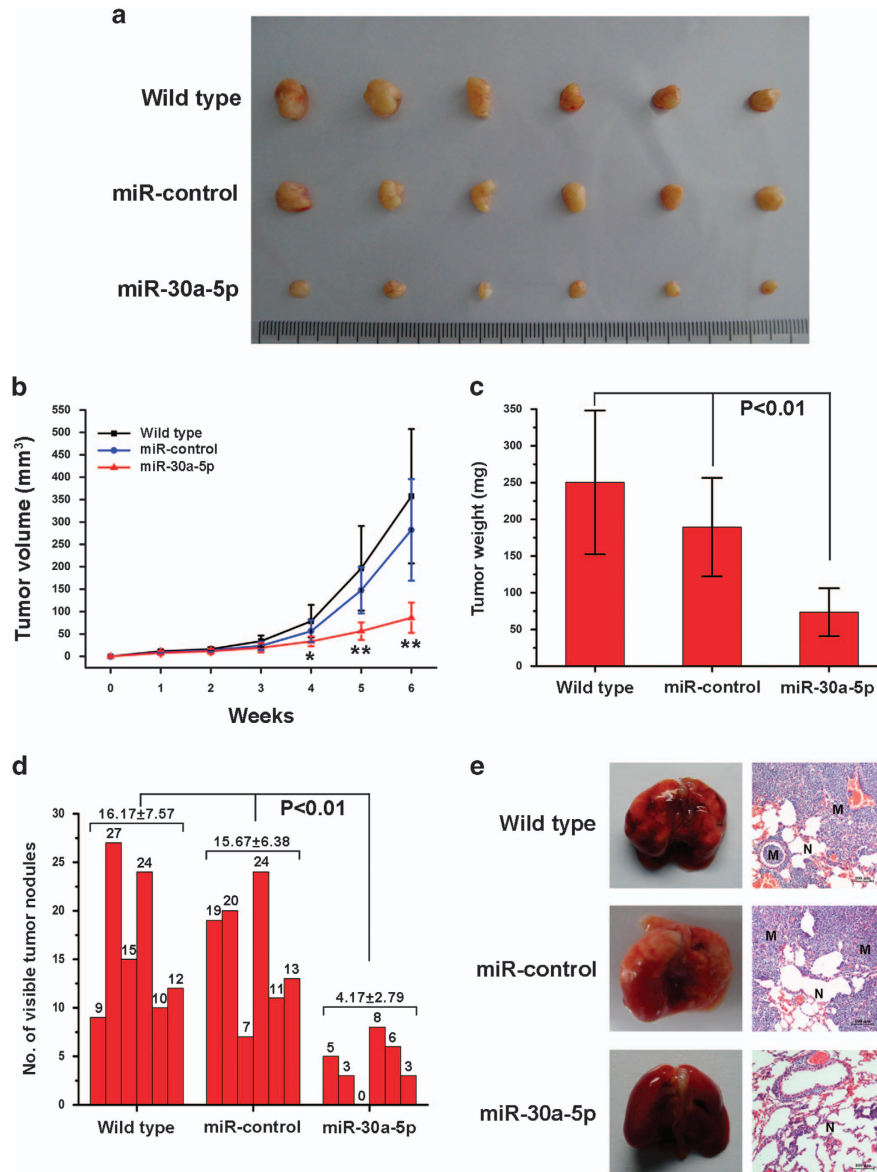 a
Wild type
miR-control
miR-30a-5p
b
Tumor volume (mm³)
550
500
450
400
350
300
250
200
150
100
50
0
Wild type
miR-control
miR-30a-5p
*
**
**
0 1 2 3 4 5 6
Weeks
c
Tumor weight (mg)
350
300
250
200
150
100
50
0
P<0.01
Wild type miR-control miR-30a-5p
d
No. of visible tumor nodules
30
25
20
15
10
5
0
P<0.01
16.17±7.57
9 27 15 24 10 12
15.67±6.38
19 20 7 24 11 13
4.17±2.79
5 3 0 8 6 3
Wild type miR-control miR-30a-5p
e
Wild type
M
M
N
miR-control
M
M
N
miR-30a-5p
N